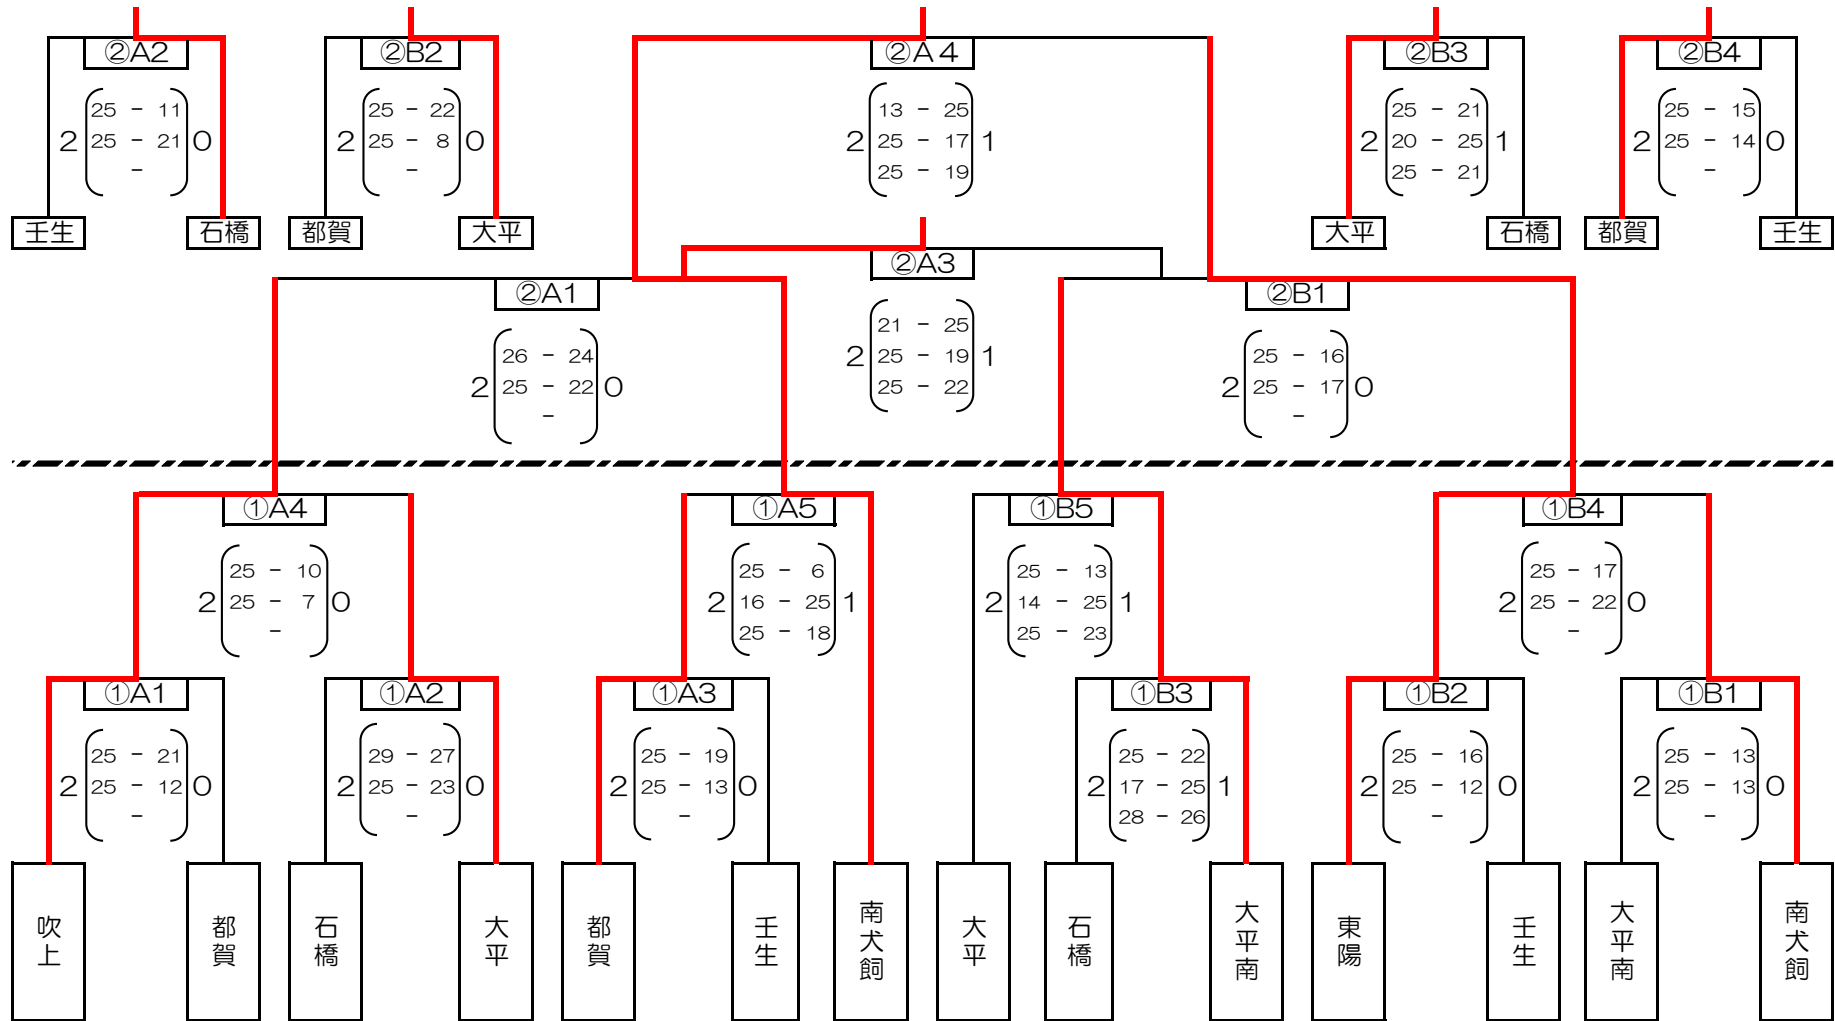 ②A2 ②B2 ②A4 ②B3 ②B4
25 - 11 25 - 22 13 - 25 25 - 21 25 - 15
2 25 - 21 0 2 25 - 8 0 2 25 - 17 1 2 20 - 25 1 2 25 - 14 0
- - 25 - 19 25 - 21 -
壬生 石橋 都賀 大平 大平 石橋 都賀 壬生
②A3
②A1 ②B1
21 - 25
26 - 24 2 25 - 19 1 25 - 16
2 25 - 22 0 25 - 22 2 25 - 17 0
- -
①A4 ①A5 ①B5 ①B4
25 - 10 25 - 6 25 - 13 25 - 17
2 25 - 7 0 2 16 - 25 1 2 14 - 25 1 2 25 - 22 0
- 25 - 18 25 - 23 -
①A1 ①A2 ①A3 ①B3 ①B2 ①B1
25 - 21 29 - 27 25 - 19 25 - 22 25 - 16 25 - 13
2 25 - 12 0 2 25 - 23 0 2 25 - 13 0 2 17 - 25 1 2 25 - 12 0 2 25 - 13 0
- - - 28 - 26 - -
吹上 都賀 石橋 大平 都賀 壬生 南犬飼 大平 石橋 大平南 東陽 壬生 大平南 南犬飼